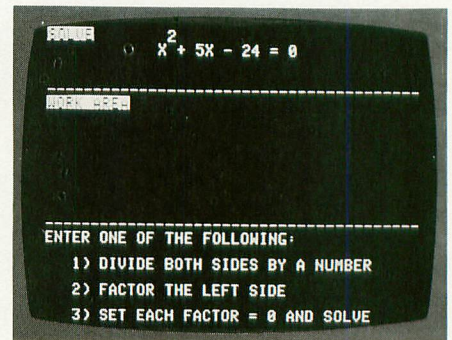 SOLVE
X² + 5X - 24 = 0
WORK AREA
ENTER ONE OF THE FOLLOWING:
1) DIVIDE BOTH SIDES BY A NUMBER
2) FACTOR THE LEFT SIDE
3) SET EACH FACTOR = 0 AND SOLVE